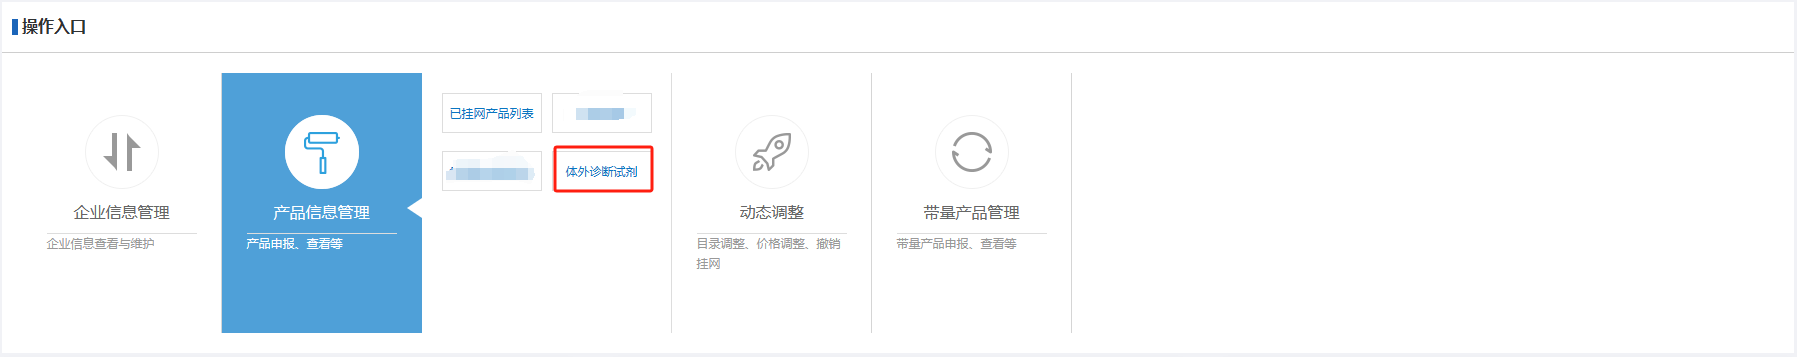 操作入口
已挂网产品列表
体外诊断试剂
企业信息管理
企业信息查看与维护
产品信息管理
产品申报、查看等
动态调整
目录调整、价格调整、撤销
挂网
带量产品管理
带量产品申报、查看等